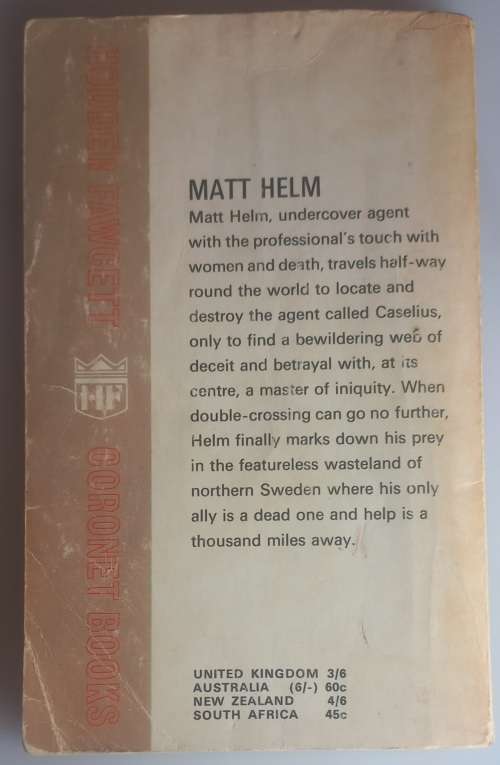 MATT HELM
Matt Helm, undercover agent
with the professional's touch with
women and death, travels half-way
round the world to locate and
destroy the agent called Caselius,
only to find a bewildering web of
deceit and betrayal with, at its
centre, a master of iniquity. When
double-crossing can go no further,
Helm finally marks down his prey
in the featureless wasteland of
northern Sweden where his only
ally is a dead one and help is a
thousand miles away.
UNITED KINGDOM 3/6
AUSTRALIA (6/-) 60c
NEW ZEALAND 4/6
SOUTH AFRICA 45c
HODDEN FAWCETT
HF
CORONET BOOKS